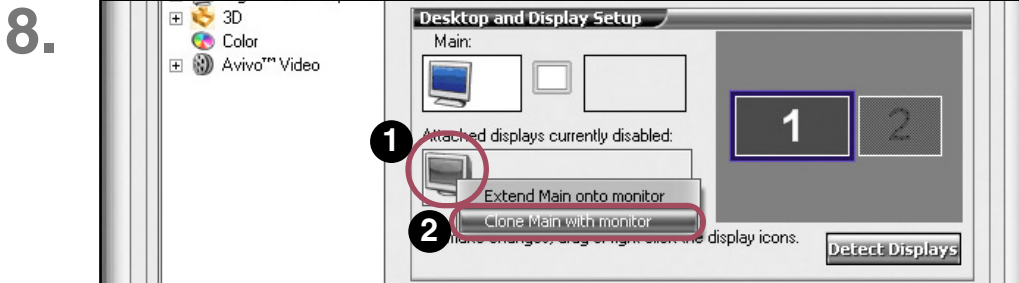 8.
3D
Color
Avivo™ Video
Desktop and Display Setup
Main:
1
2
1
Attached displays currently disabled:
Extend Main onto monitor
2
Clone Main with monitor
display icons.
Detect Displays